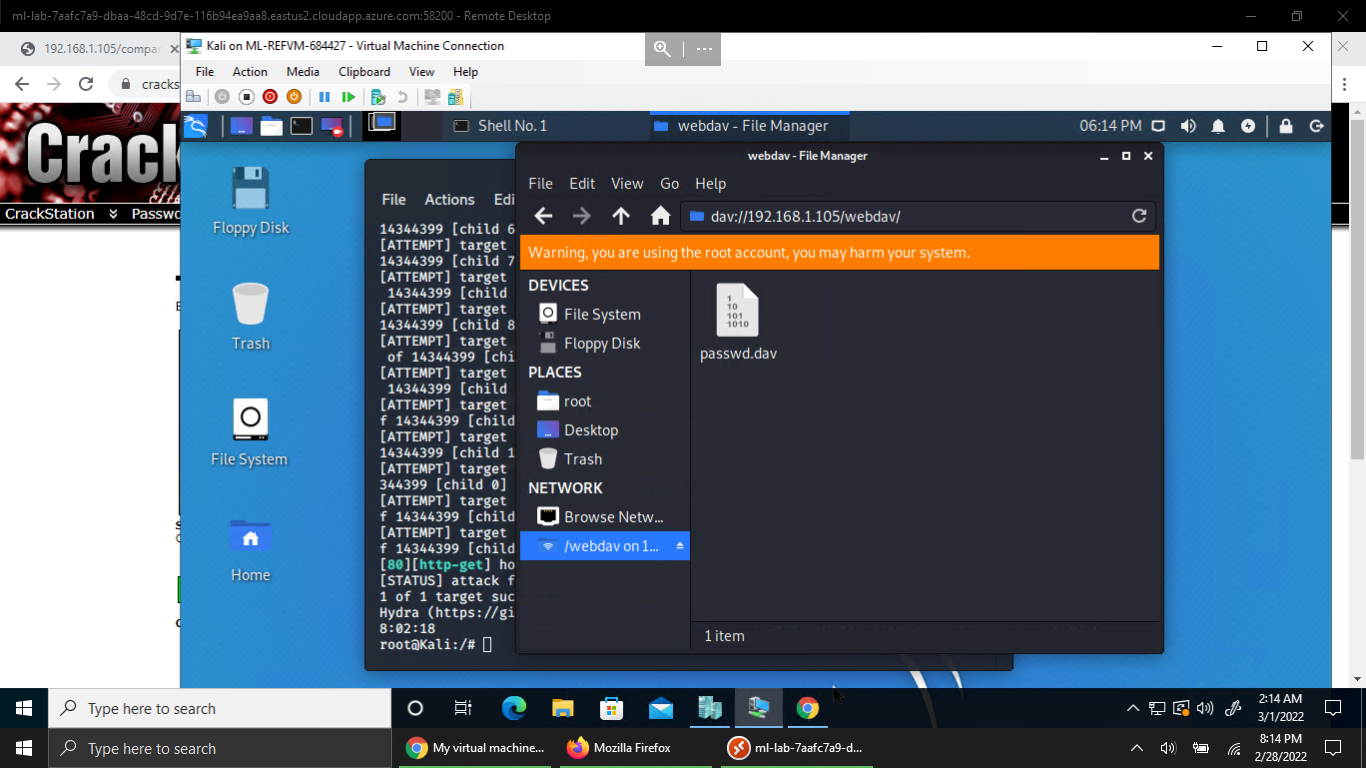 ml-lab-7aafc7a9-dbaa-48cd-9d7e-116b94ea9aa8.eastus2.cloudapp.azure.com:58200 - Remote Desktop
192.168.1.105/compa
Kali on ML-REFVM-684427 - Virtual Machine Connection
cracks
File Action Media Clipboard View Help
Shell No. 1
webdav - File Manager
06:14 PM
Crack
CrackStation Passwo
Floppy Disk
Trash
File System
Home
File Actions Edi
14344399 [child 6
[ATTEMPT] target
14344399 [child 7
[ATTEMPT] target
14344399 [child
[ATTEMPT] target
14344399 [child 8
[ATTEMPT] target
of 14344399 [chi
[ATTEMPT] target
14344399 [child
[ATTEMPT] target
f 14344399 [child
[ATTEMPT] target
14344399 [child 1
[ATTEMPT] target
344399 [child 0]
[ATTEMPT] target
f 14344399 [child
[ATTEMPT] target
f 14344399 [child
[80][http-get] ho
[STATUS] attack f
1 of 1 target suc
Hydra (https://gi
8:02:18
root@Kali:/#
webdav - File Manager
File Edit View Go Help
dav://192.168.1.105/webdav/
Warning, you are using the root account, you may harm your system.
DEVICES
File System
Floppy Disk
PLACES
root
Desktop
Trash
NETWORK
Browse Netw...
/webdav on 1...
1
10
101
1010
passwd.dav
1 item
Type here to search
2:14 AM
3/1/2022
Type here to search
My virtual machine...
Mozilla Firefox
ml-lab-7aafc7a9-d...
8:14 PM
2/28/2022